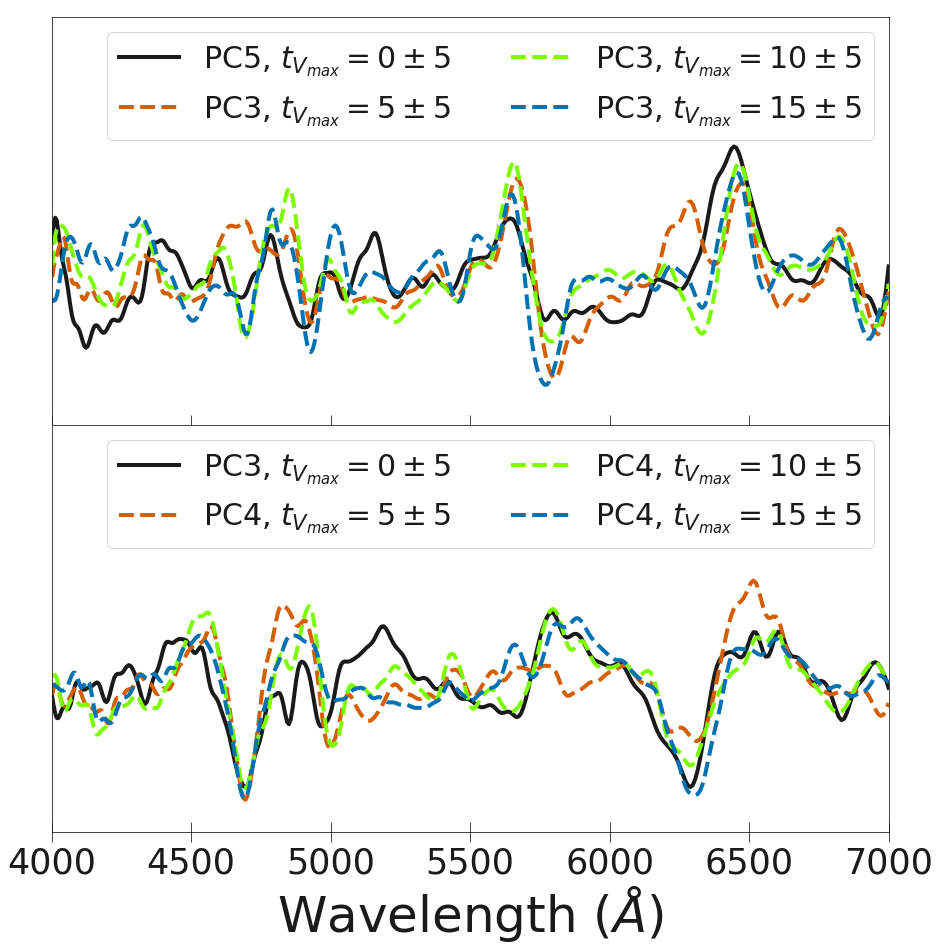 PC5, $t_{V_{max}} = 0 \pm 5$
PC3, $t_{V_{max}} = 5 \pm 5$
PC3, $t_{V_{max}} = 10 \pm 5$
PC3, $t_{V_{max}} = 15 \pm 5$
PC3, $t_{V_{max}} = 0 \pm 5$
PC4, $t_{V_{max}} = 5 \pm 5$
PC4, $t_{V_{max}} = 10 \pm 5$
PC4, $t_{V_{max}} = 15 \pm 5$
4000 4500 5000 5500 6000 6500 7000
Wavelength (Å)